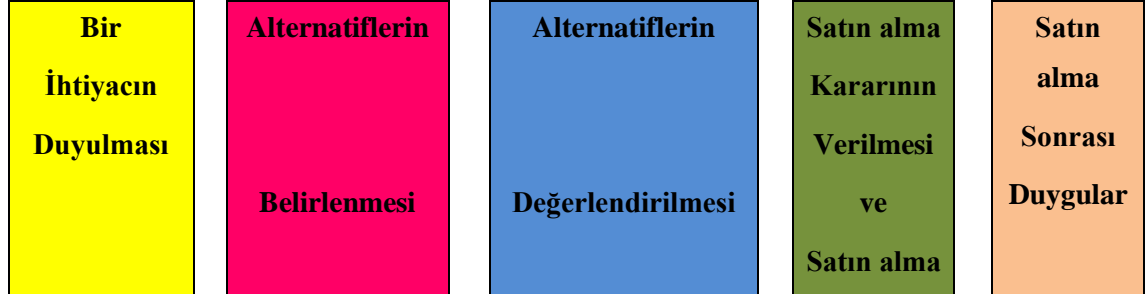 Bir
İhtiyacın
Duyulması
Alternatiflerin
Belirlenmesi
Alternatiflerin
Değerlendirilmesi
Satın alma
Kararının
Verilmesi
ve
Satın alma
Satın
alma
Sonrası
Duygular